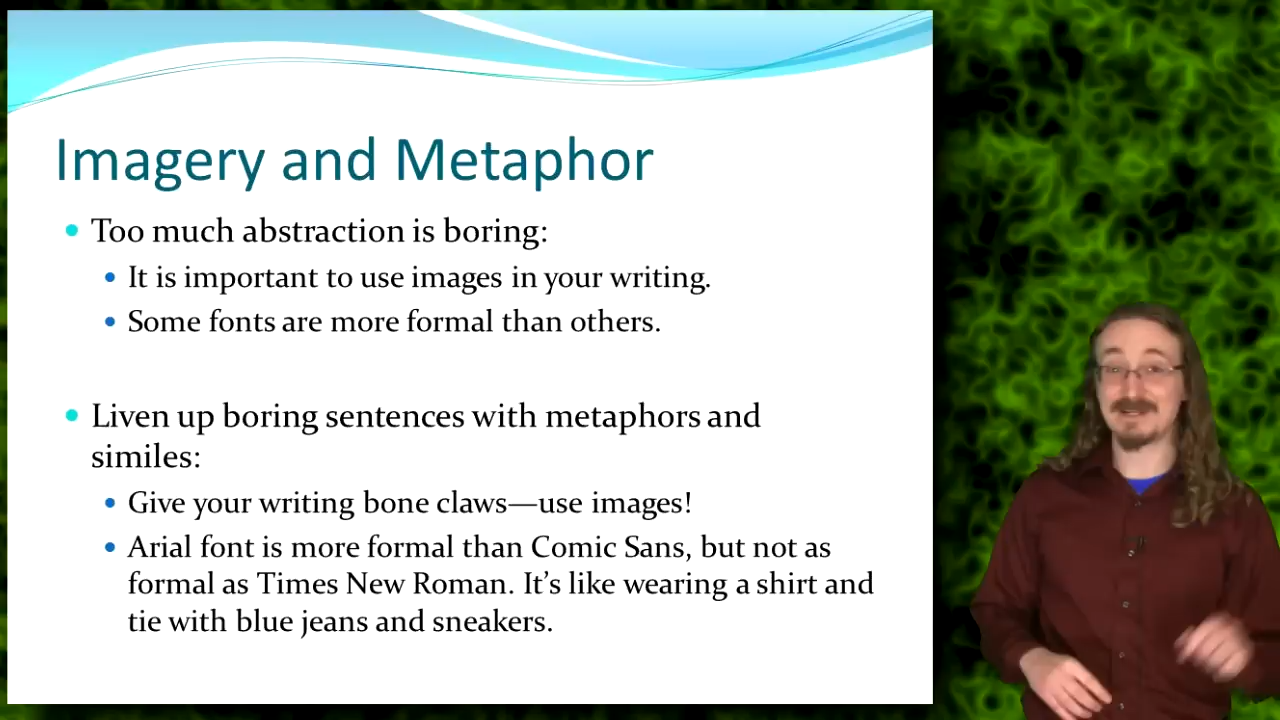 Imagery and Metaphor
Too much abstraction is boring:
It is important to use images in your writing.
Some fonts are more formal than others.
Liven up boring sentences with metaphors and
similes:
Give your writing bone claws—use images!
Arial font is more formal than Comic Sans, but not as
formal as Times New Roman. It’s like wearing a shirt and
tie with blue jeans and sneakers.